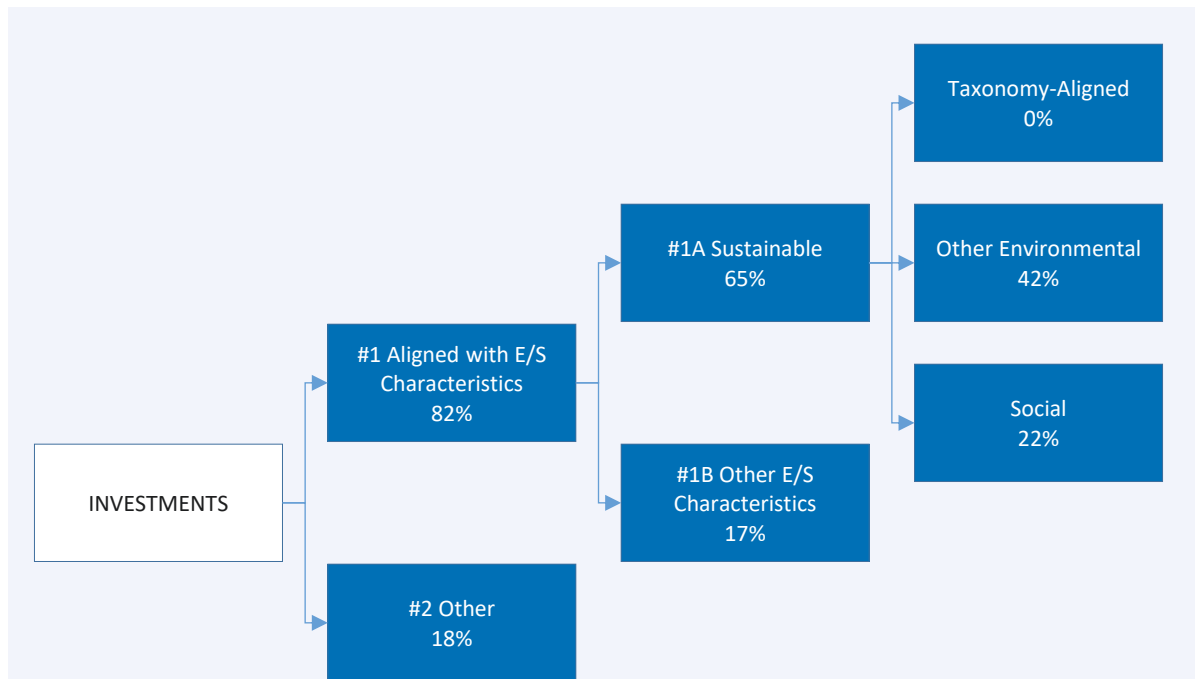 INVESTMENTS
#1 Aligned with E/S
Characteristics
82%
#2 Other
18%
#1A Sustainable
65%
#1B Other E/S
Characteristics
17%
Taxonomy-Aligned
0%
Other Environmental
42%
Social
22%